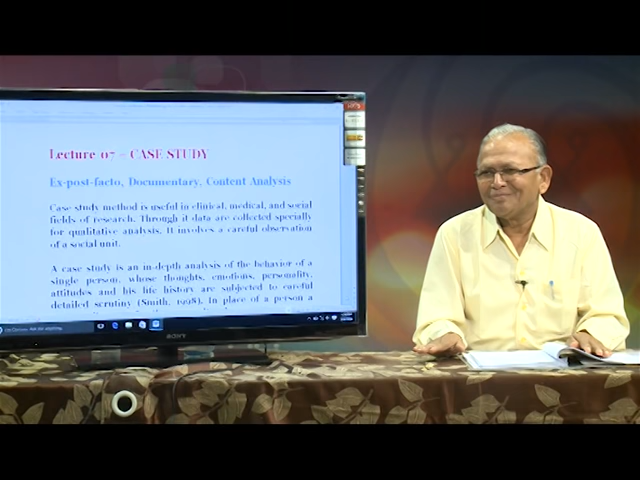 Lecture 07 – CASE STUDY
Ex-post-facto, Documentary, Content Analysis
Case study method is useful in clinical, medical, and social
fields of research. Through it data are collected specially
for qualitative analysis. It involves a careful observation
of a social unit.
A case study is an in-depth analysis of the behavior of a
single person, whose thoughts, emotions, personality,
attitudes and his life history are subjected to careful
detailed scrutiny (Smith, 1998). In place of a person a
SONY